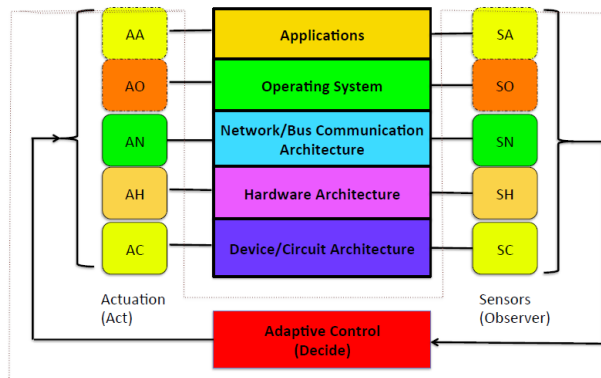 AA
Applications
SA
AO
Operating System
SO
AN
Network/Bus Communication
Architecture
SN
AH
Hardware Architecture
SH
AC
Device/Circuit Architecture
SC
Actuation
(Act)
Sensors
(Observer)
Adaptive Control
(Decide)